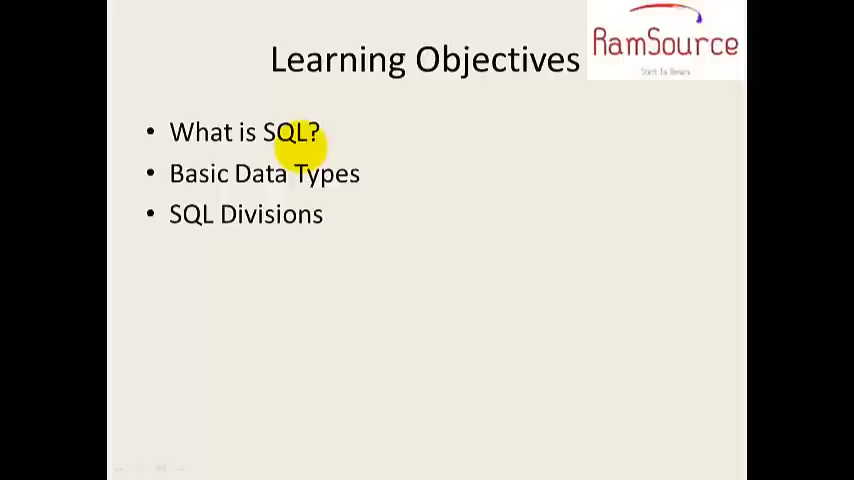 Learning Objectives
RamSource
• What is SQL?
• Basic Data Types
• SQL Divisions